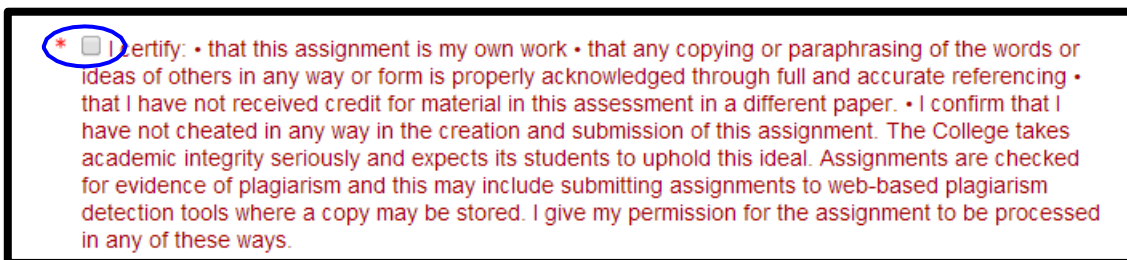 * I certify: • that this assignment is my own work • that any copying or paraphrasing of the words or
ideas of others in any way or form is properly acknowledged through full and accurate referencing •
that I have not received credit for material in this assessment in a different paper. • I confirm that I
have not cheated in any way in the creation and submission of this assignment. The College takes
academic integrity seriously and expects its students to uphold this ideal. Assignments are checked
for evidence of plagiarism and this may include submitting assignments to web-based plagiarism
detection tools where a copy may be stored. I give my permission for the assignment to be processed
in any of these ways.